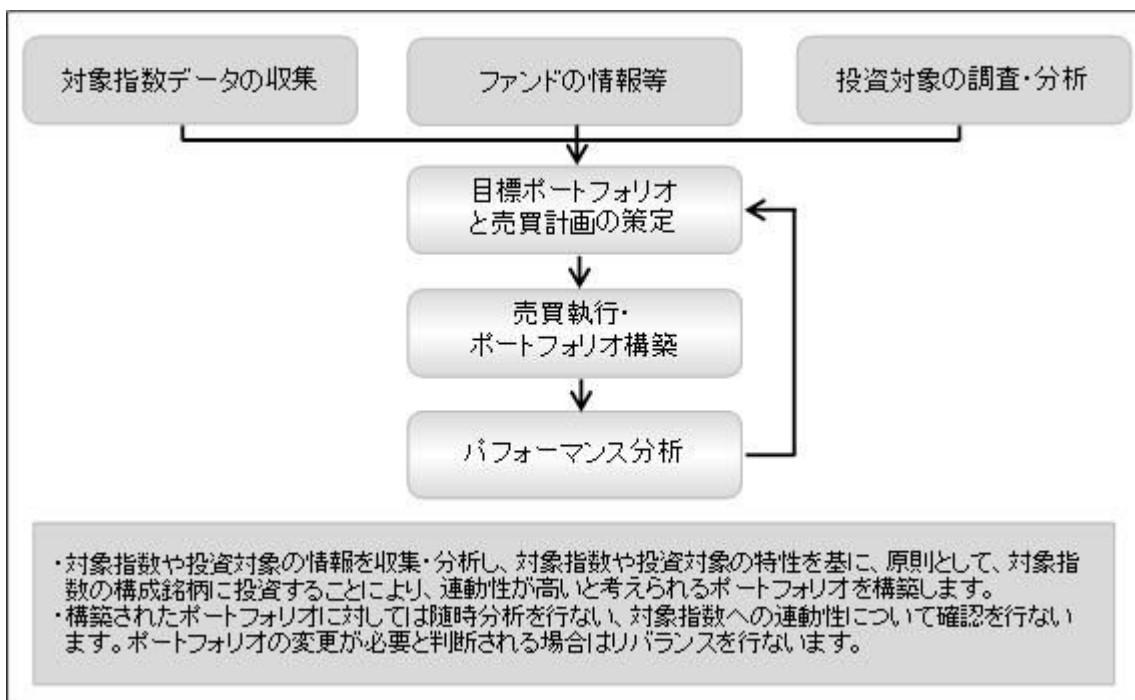 対象指数データの収集
ファンドの情報等
投資対象の調査・分析
目標ポートフォリオ
と売買計画の策定
売買執行・
ポートフォリオ構築
パフォーマンス分析
・対象指数や投資対象の情報を収集・分析し、対象指数や投資対象の特性を基に、原則として、対象指
数の構成銘柄に投資することにより、連動性が高いと考えられるポートフォリオを構築します。
・構築されたポートフォリオに対しては随時分析を行ない、対象指数への連動性について確認を行ない
ます。ポートフォリオの変更が必要と判断される場合はリバランスを行ないます。